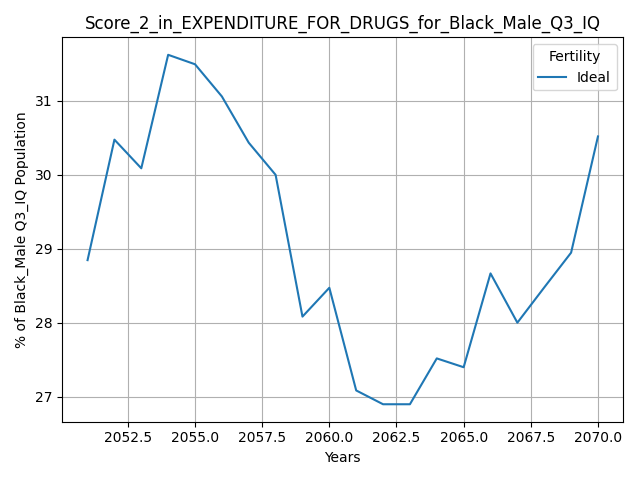 Score_2_in_EXPENDITURE_FOR_DRUGS_for_Black_Male_Q3_IQ
Fertility
Ideal
% of Black_Male Q3_IQ Population
31
30
29
28
27
2052.5 2055.0 2057.5 2060.0 2062.5 2065.0 2067.5 2070.0
Years